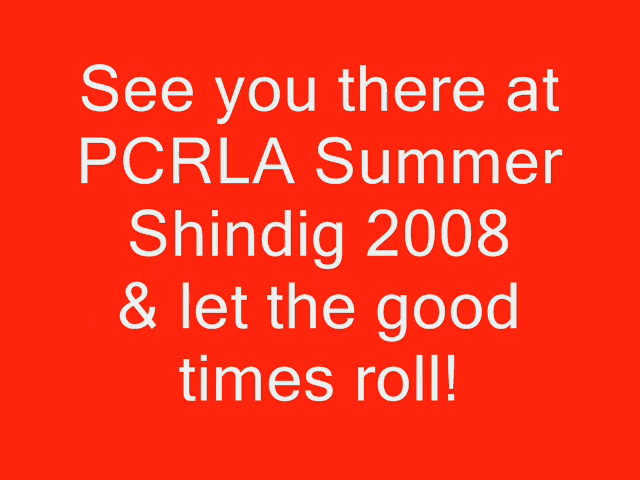 See you there at
PCRLA Summer
Shindig 2008
& let the good
times roll!